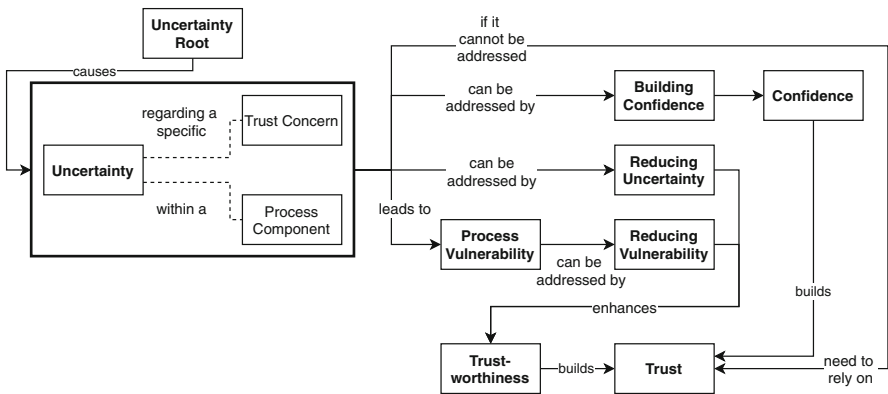 Uncertainty
Root
causes
regarding a
specific
Trust Concern
Uncertainty
within a
Process
Component
if it
cannot be
addressed
can be
addressed by
Building
Confidence
Confidence
can be
addressed by
Reducing
Uncertainty
leads to
Process
Vulnerability
can be
addressed by
Reducing
Vulnerability
enhances
builds
Trust-
worthiness
builds
Trust
need to
rely on